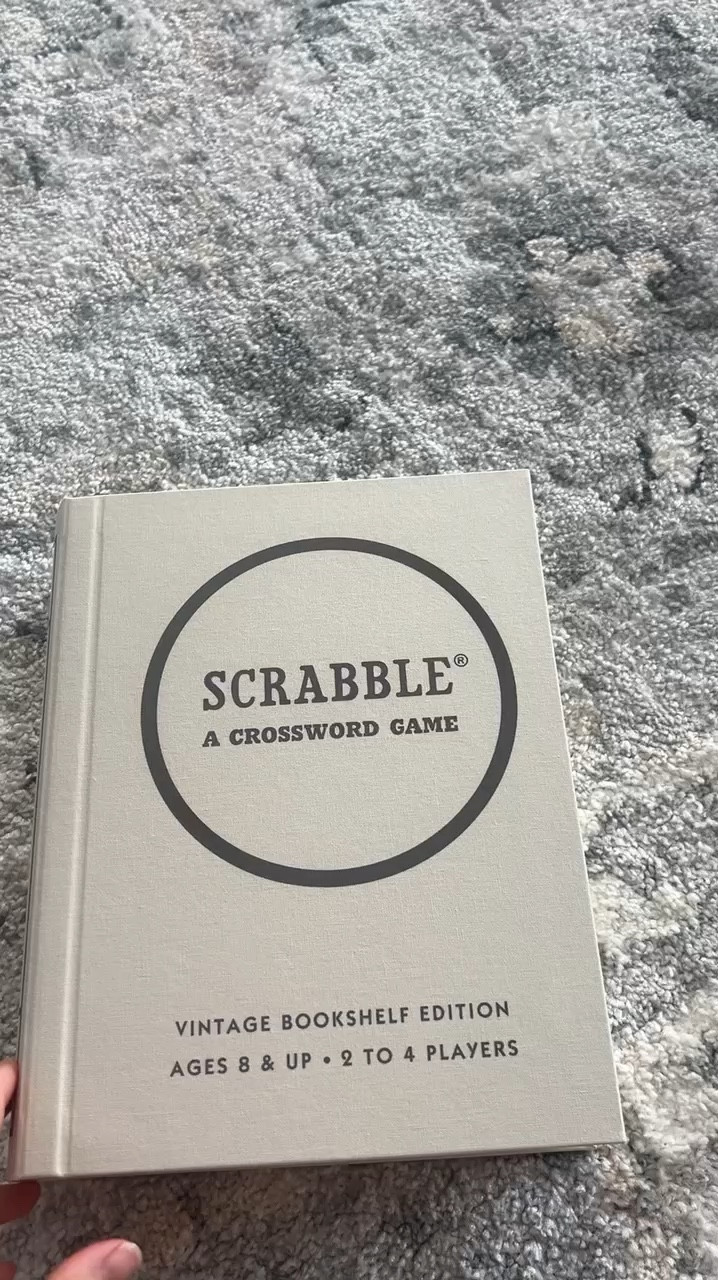 SCRABBLE®
A CROSSWORD GAME
VINTAGE BOOKSHELF EDITION
AGES 8 & UP • 2 TO 4 PLAYERS